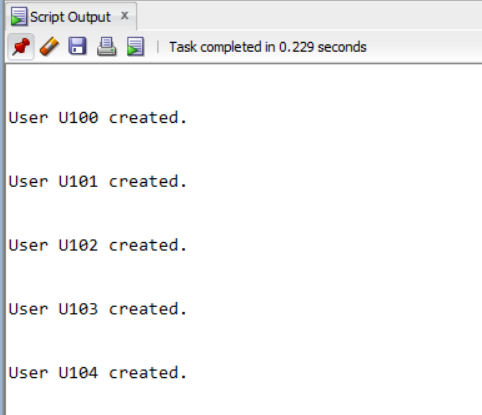 Script Output x
Task completed in 0.229 seconds
User U100 created.
User U101 created.
User U102 created.
User U103 created.
User U104 created.